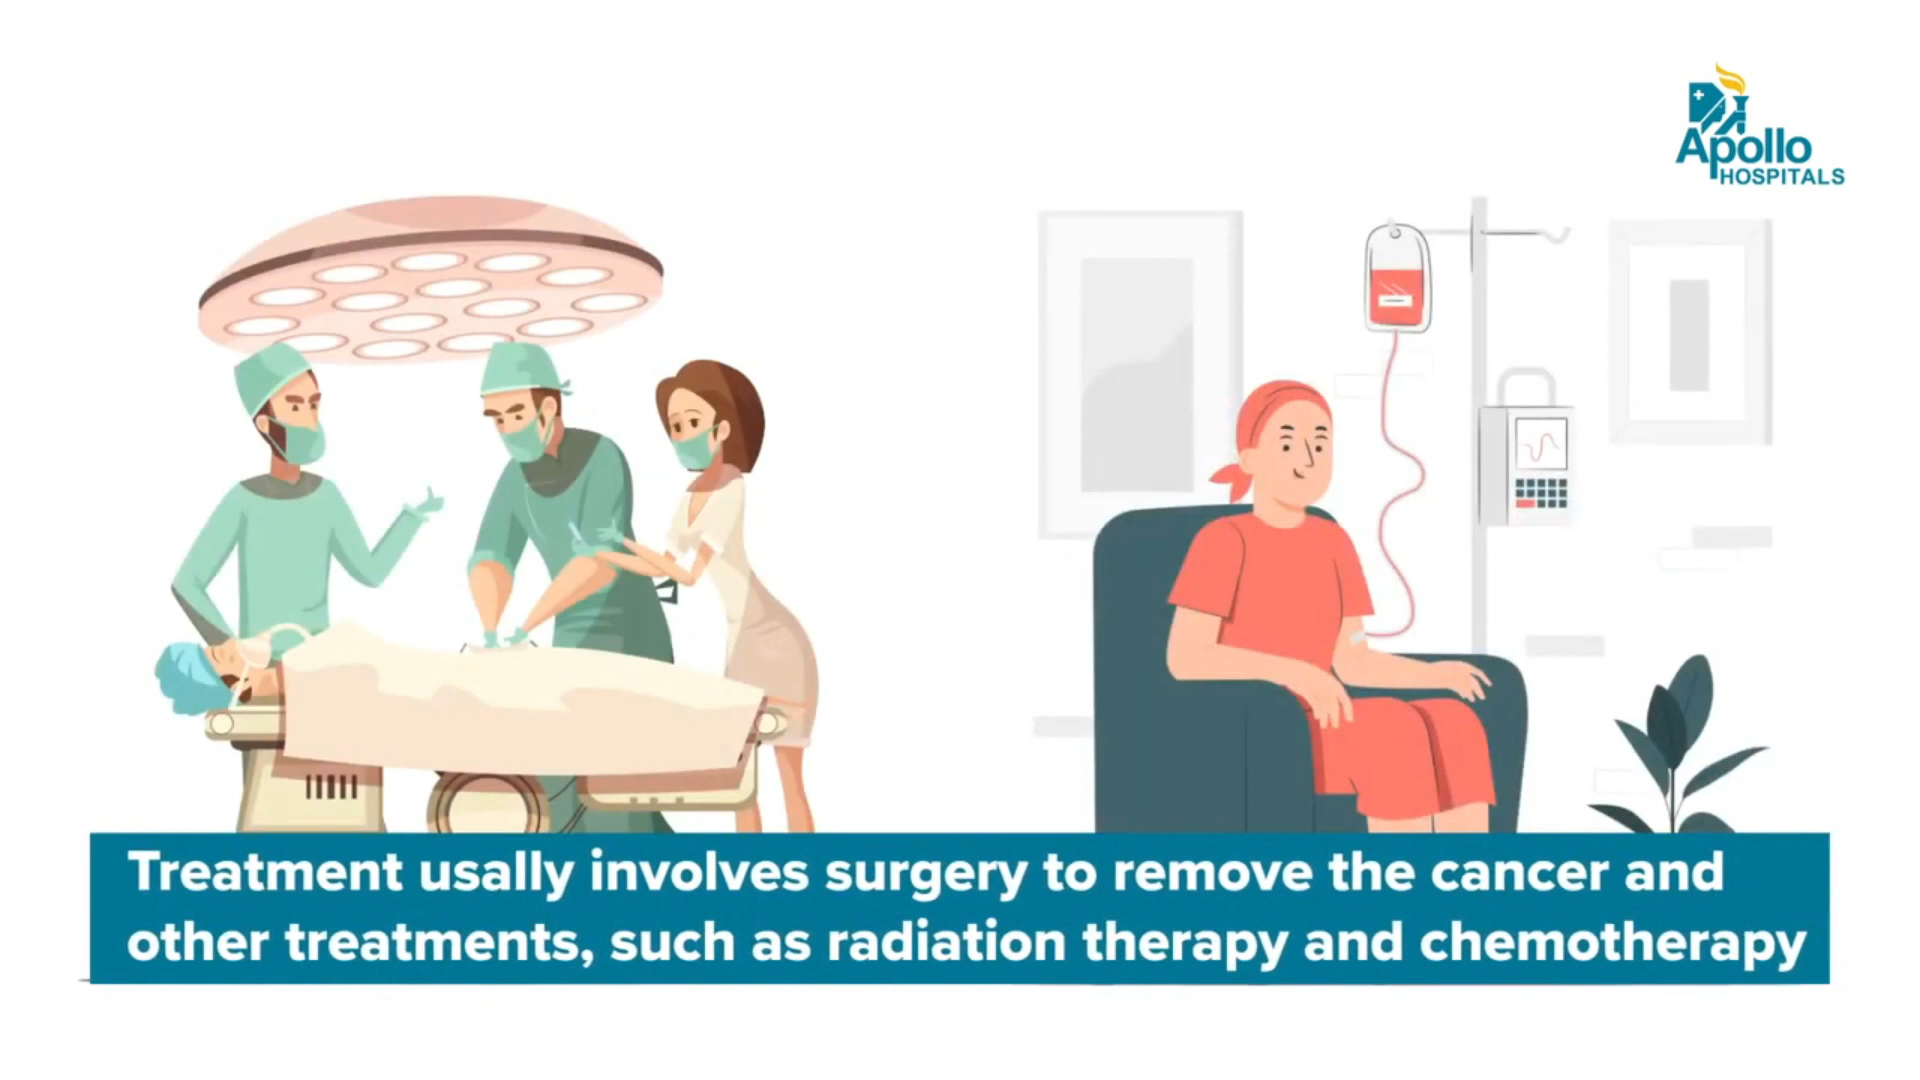 Apollo
HOSPITALS
Treatment usally involves surgery to remove the cancer and
other treatments, such as radiation therapy and chemotherapy